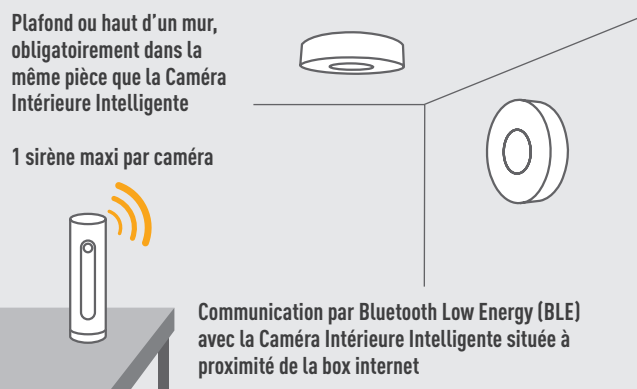 Plafond ou haut d'un mur,
obligatoirement dans la
même pièce que la Caméra
Intérieure Intelligente
1 sirène maxi par caméra
Communication par Bluetooth Low Energy (BLE)
avec la Caméra Intérieure Intelligente située à
proximité de la box internet